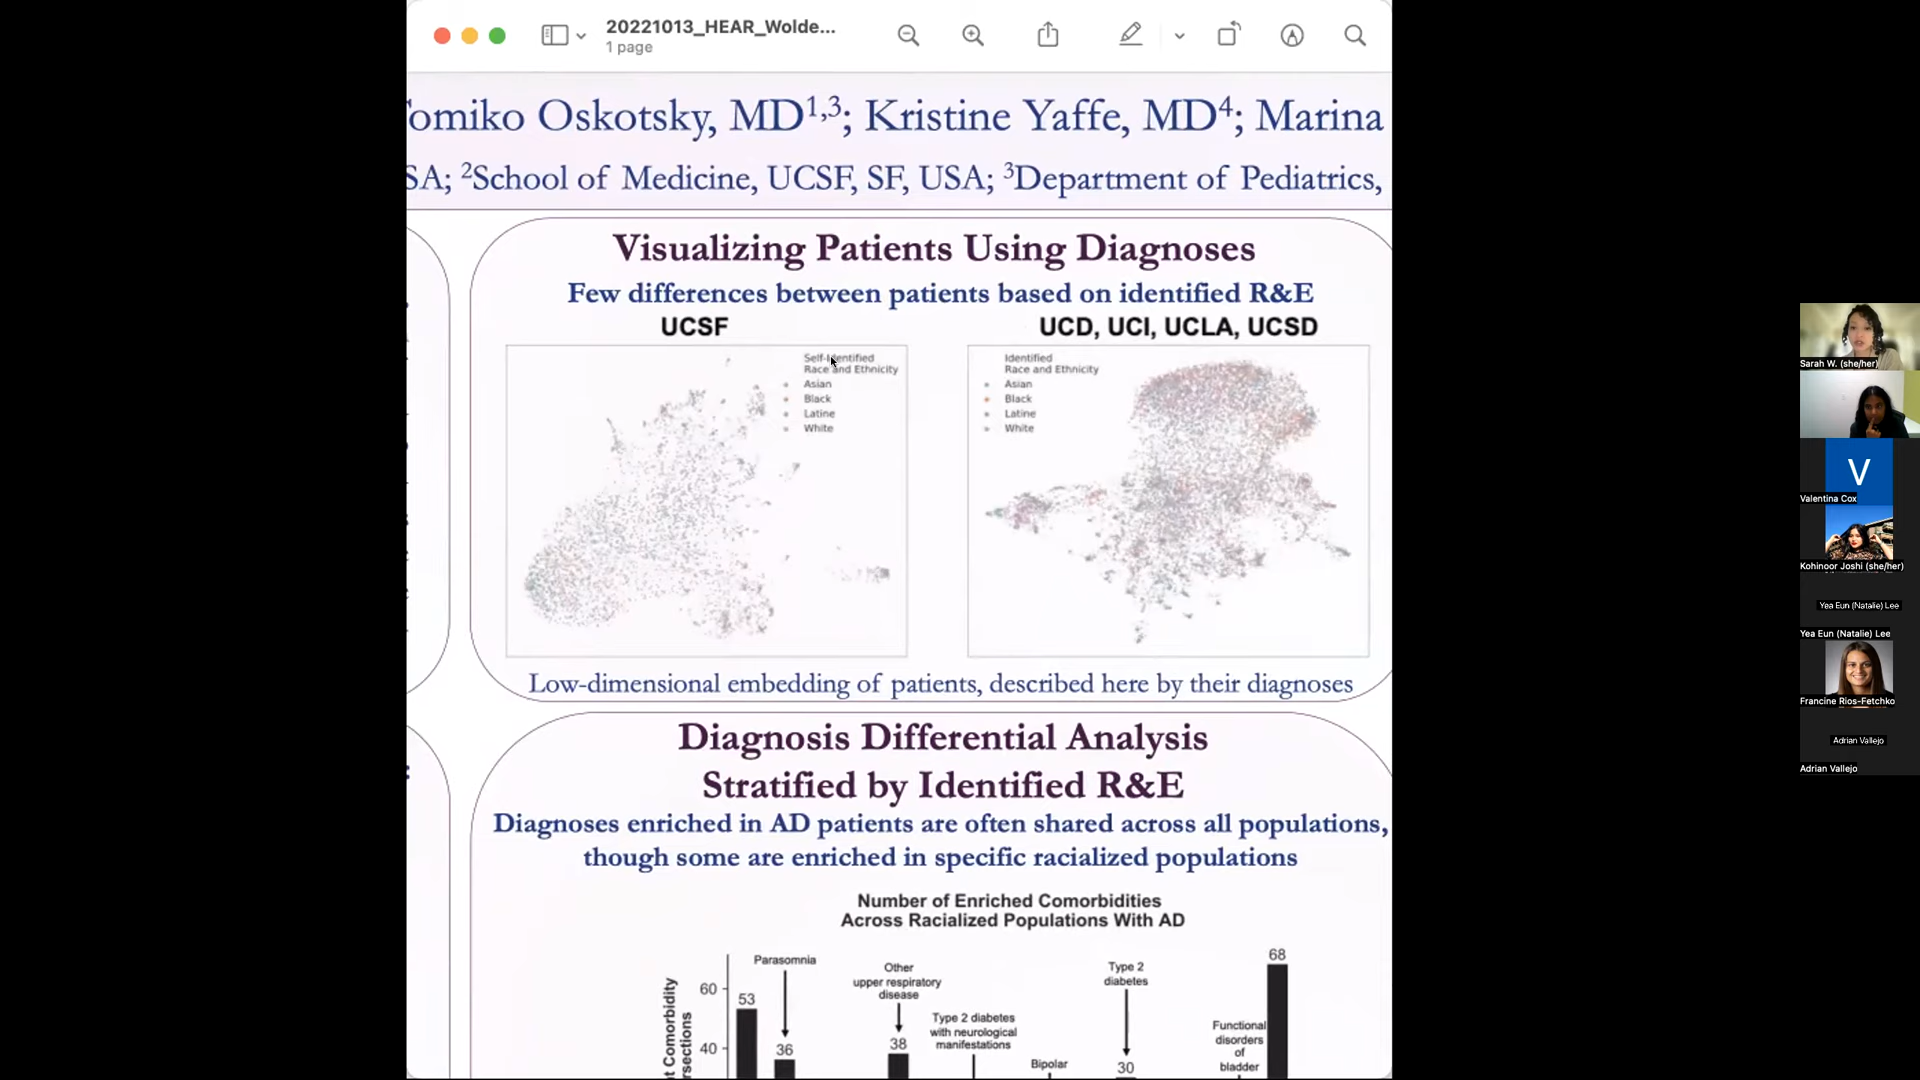 20221013_HEAR_Wolde...
1 page
omiko Oskotsky, MD1,3; Kristine Yaffe, MD4; Marina
SA; 2School of Medicine, UCSF, SF, USA; 3Department of Pediatrics,
Visualizing Patients Using Diagnoses
Few differences between patients based on identified R&E
UCSF
Self-Identified
Race and Ethnicity
Asian
Black
Latine
White
UCD, UCI, UCLA, UCSD
Identified
Race and Ethnicity
Asian
Black
Latine
White
Low-dimensional embedding of patients, described here by their diagnoses
Diagnosis Differential Analysis
Stratified by Identified R&E
Diagnoses enriched in AD patients are often shared across all populations,
though some are enriched in specific racialized populations
Number of Enriched Comorbidities
Across Racialized Populations With AD
t Comorbidity
rsections
60
40
53
Parasomnia
36
Other
upper respiratory
disease
38
Type 2 diabetes
with neurological
manifestations
Bipolar
Type 2
diabetes
30
Functional
disorders
of
bladder
68
Sarah W. (she/her)
V
Valentina Cox
Kohinoor Joshi (she/her)
Yea Eun (Natalie) Lee
Yea Eun (Natalie) Lee
Francine Rios-Fetchko
Adrian Vallejo
Adrian Vallejo